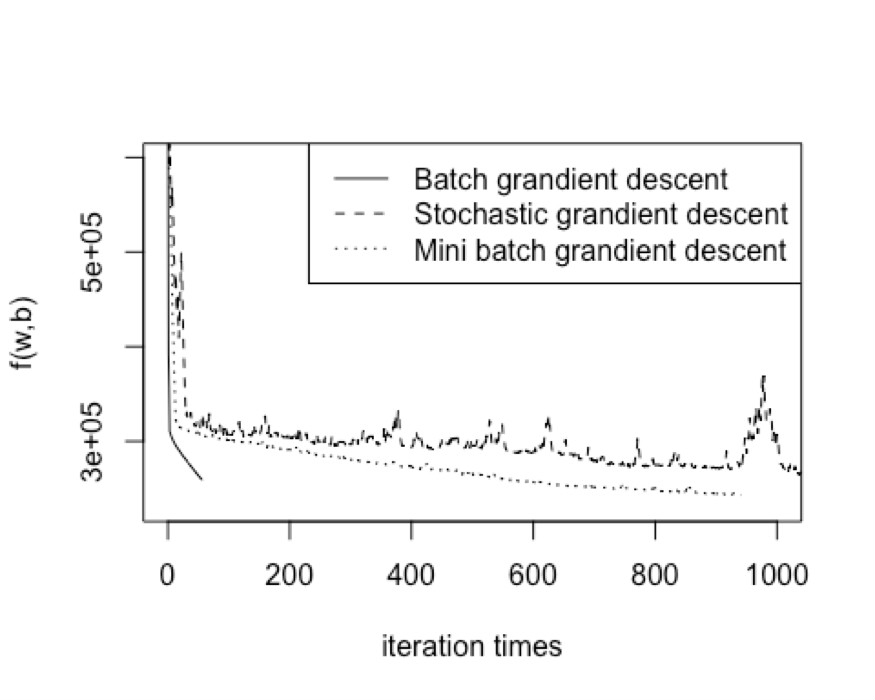 Batch grandient descent
Stochastic grandient descent
Mini batch grandient descent
5e+05
3e+05
f(w,b)
0 200 400 600 800 1000
iteration times